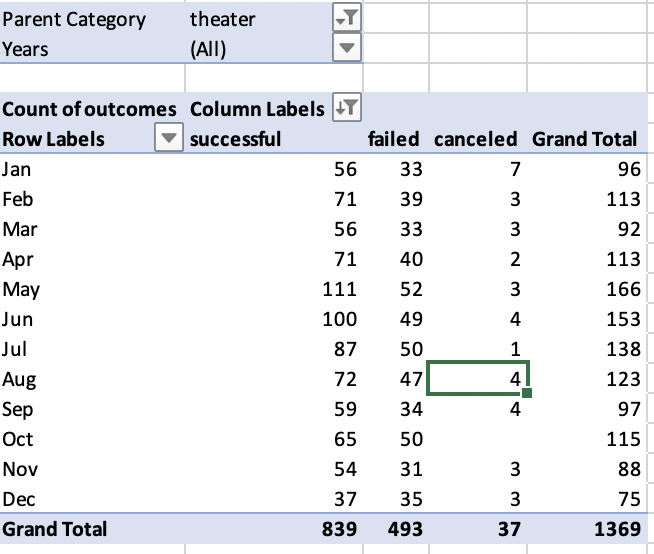 Parent Category theater
Years (All)
Count of outcomes Column Labels
Row Labels successful failed canceled Grand Total
Jan 56 33 7 96
Feb 71 39 3 113
Mar 56 33 3 92
Apr 71 40 2 113
May 111 52 3 166
Jun 100 49 4 153
Jul 87 50 1 138
Aug 72 47 4 123
Sep 59 34 4 97
Oct 65 50 115
Nov 54 31 3 88
Dec 37 35 3 75
Grand Total 839 493 37 1369